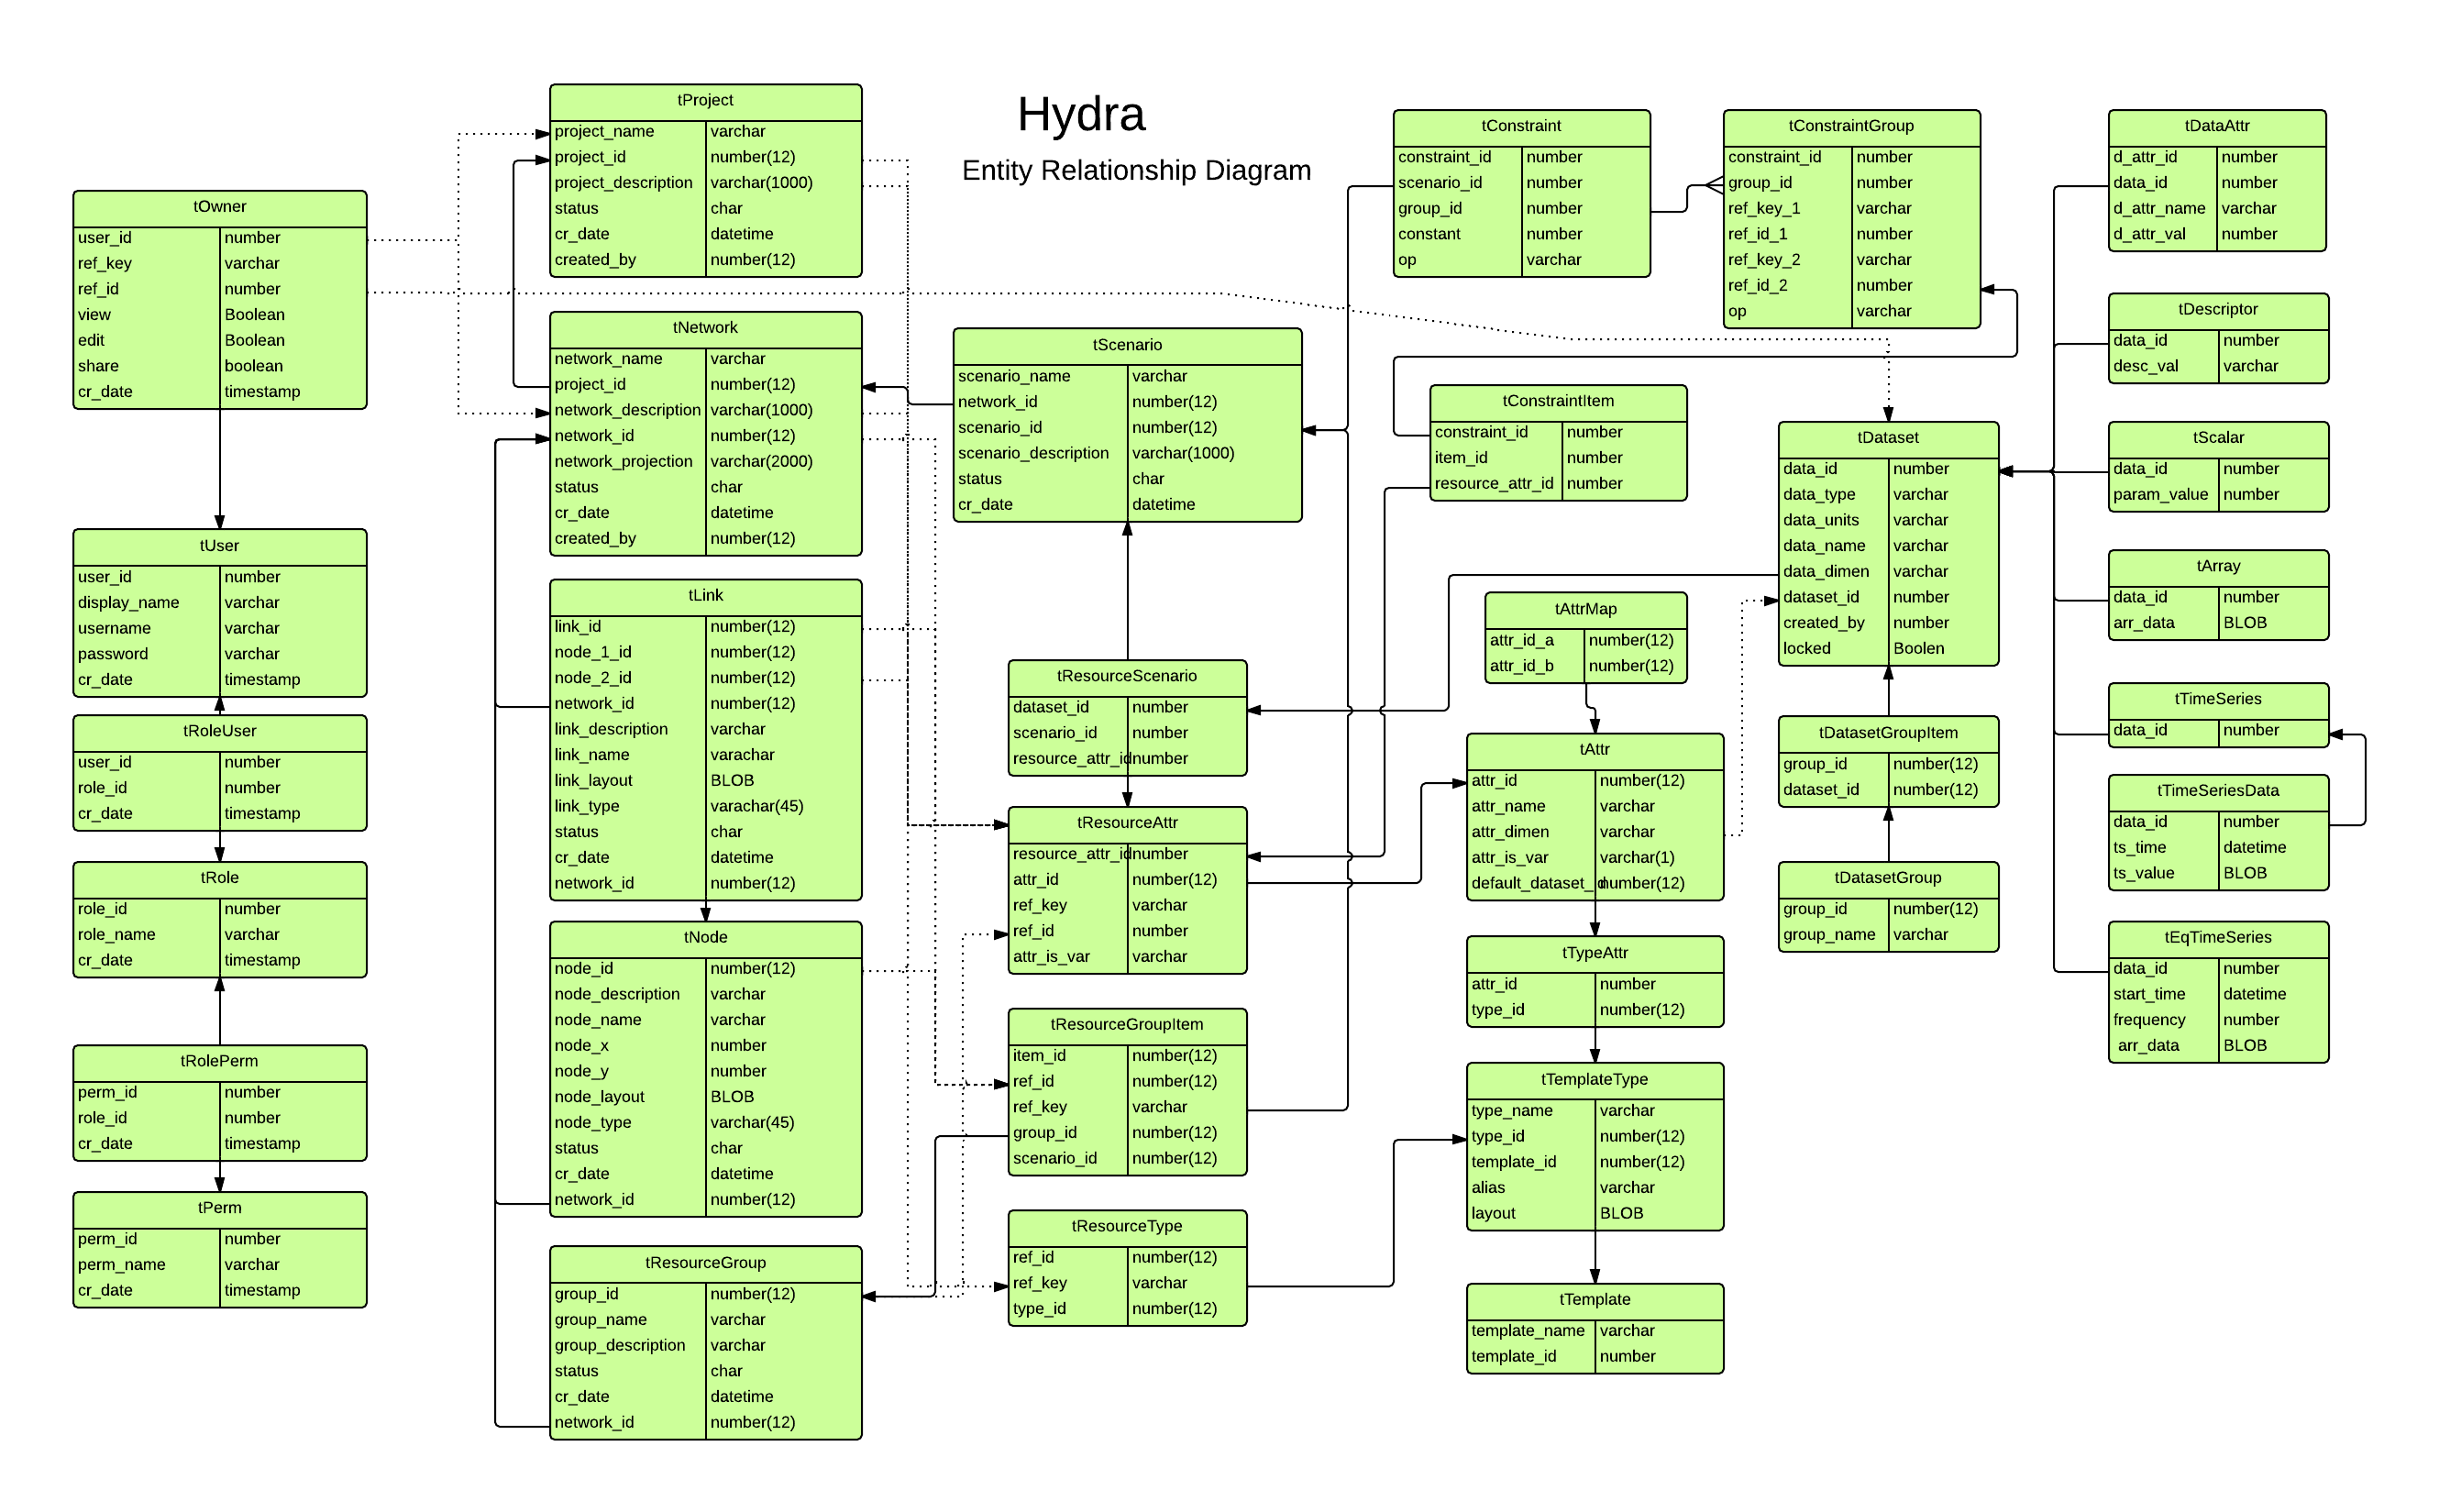 Hydra
Entity Relationship Diagram
tOwner
user_id number
ref_key varchar
ref_id number
view Boolean
edit Boolean
share boolean
cr_date timestamp
tUser
user_id number
display_name varchar
username varchar
password varchar
cr_date timestamp
tRoleUser
user_id number
role_id number
cr_date timestamp
tRole
role_id number
role_name varchar
cr_date timestamp
tRolePerm
perm_id number
role_id number
cr_date timestamp
tPerm
perm_id number
perm_name varchar
cr_date timestamp
tProject
project_name varchar
project_id number(12)
project_description varchar(1000)
status char
cr_date datetime
created_by number(12)
tNetwork
network_name varchar
project_id number(12)
network_description varchar(1000)
network_id number(12)
network_projection varchar(2000)
status char
cr_date datetime
created_by number(12)
tLink
link_id number(12)
node_1_id number(12)
node_2_id number(12)
network_id number(12)
link_description varchar
link_name varachar
link_layout BLOB
link_type varachar(45)
status char
cr_date datetime
network_id number(12)
tNode
node_id number(12)
node_description varchar
node_name varchar
node_x number
node_y number
node_layout BLOB
node_type varchar(45)
status char
cr_date datetime
network_id number(12)
tResourceGroup
group_id number(12)
group_name varchar
group_description varchar
status char
cr_date datetime
network_id number(12)
tScenario
scenario_name varchar
network_id number(12)
scenario_id number(12)
scenario_description varchar(1000)
status char
cr_date datetime
tResourceScenario
dataset_id number
scenario_id number
resource_attr_id number
tResourceAttr
resource_attr_id number
attr_id number(12)
ref_key varchar
ref_id number
attr_is_var varchar
tResourceGroupItem
item_id number(12)
ref_id number(12)
ref_key varchar
group_id number(12)
scenario_id number(12)
tResourceType
ref_id number(12)
ref_key varchar
type_id number(12)
tConstraint
constraint_id number
scenario_id number
group_id number
constant number
op varchar
tConstraintGroup
constraint_id number
group_id number
ref_key_1 varchar
ref_id_1 number
ref_key_2 varchar
ref_id_2 number
op varchar
tConstraintItem
constraint_id number
item_id number
resource_attr_id number
tAttrMap
attr_id_a number(12)
attr_id_b number(12)
tAttr
attr_id number(12)
attr_name varchar
attr_dimen varchar
attr_is_var varchar(1)
default_dataset_id number(12)
tTypeAttr
attr_id number
type_id number(12)
tTemplateType
type_name varchar
type_id number(12)
template_id number(12)
alias varchar
layout BLOB
tTemplate
template_name varchar
template_id number
tDataset
data_id number
data_type varchar
data_units varchar
data_name varchar
data_dimen varchar
dataset_id number
created_by number
locked Boolen
tDatasetGroupItem
group_id number(12)
dataset_id number(12)
tDatasetGroup
group_id number(12)
group_name varchar
tDataAttr
d_attr_id number
data_id number
d_attr_name varchar
d_attr_val number
tDescriptor
data_id number
desc_val varchar
tScalar
data_id number
param_value number
tArray
data_id number
arr_data BLOB
tTimeSeries
data_id number
tTimeSeriesData
data_id number
ts_time datetime
ts_value BLOB
tEqTimeSeries
data_id number
start_time datetime
frequency number
arr_data BLOB